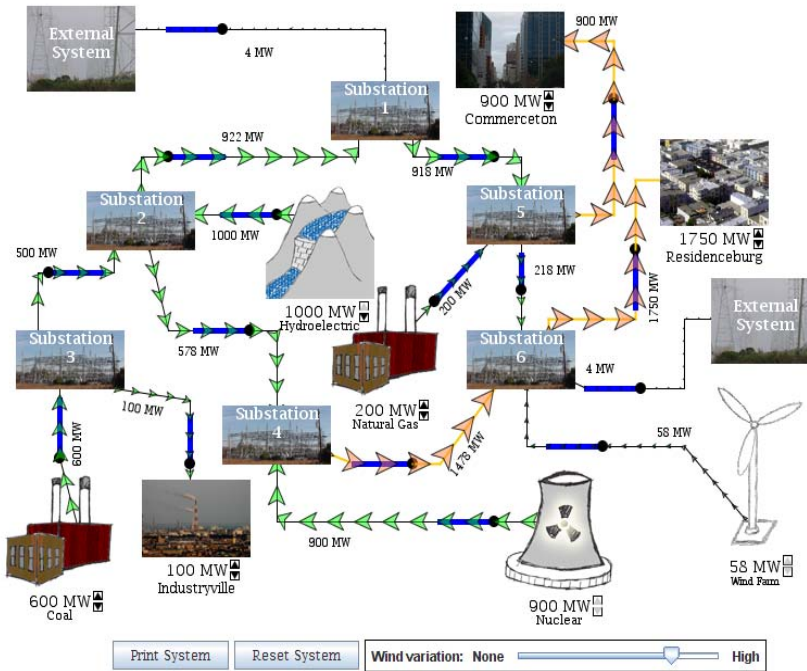 External
System
4 MW
900 MW
Substation
1
900 MW
Commerceton
922 MW
918 MW
Substation
2
Substation
5
1750 MW
Residenceburg
1000 MW
500 MW
218 MW
1750 MW
200 MW
1000 MW
Hydroelectric
External
System
Substation
3
578 MW
Substation
6
4 MW
100 MW
200 MW
Natural Gas
Substation
4
600 MW
1478 MW
58 MW
900 MW
600 MW
Coal
100 MW
Industryville
900 MW
Nuclear
58 MW
Wind Farm
Print System
Reset System
Wind variation: None
High